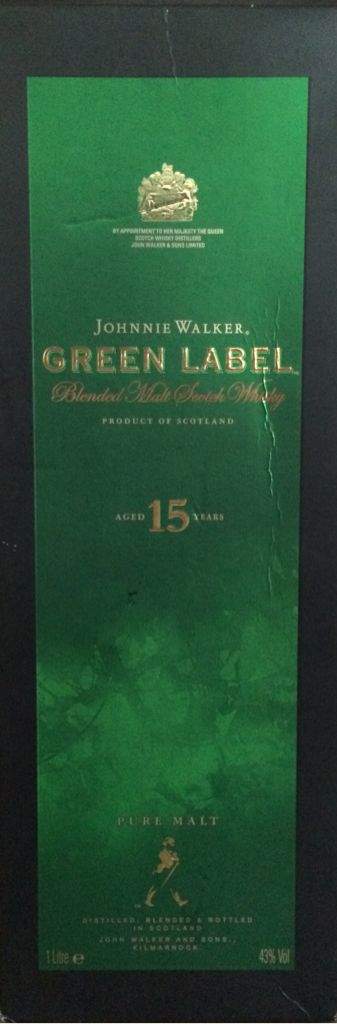 BY APPOINTMENT TO HER MAJESTY THE QUEEN
SCOTCH WHISKY DISTILLERS
JOHN WALKER & SONS LIMITED
JOHNNIE WALKER®
GREEN LABEL™
Blended Malt Scotch Whisky
PRODUCT OF SCOTLAND
AGED 15 YEARS
PURE MALT
DISTILLED, BLENDED & BOTTLED
IN SCOTLAND
JOHN WALKER AND SONS,
KILMARNOCK
1 Litre ℮ 43% Vol